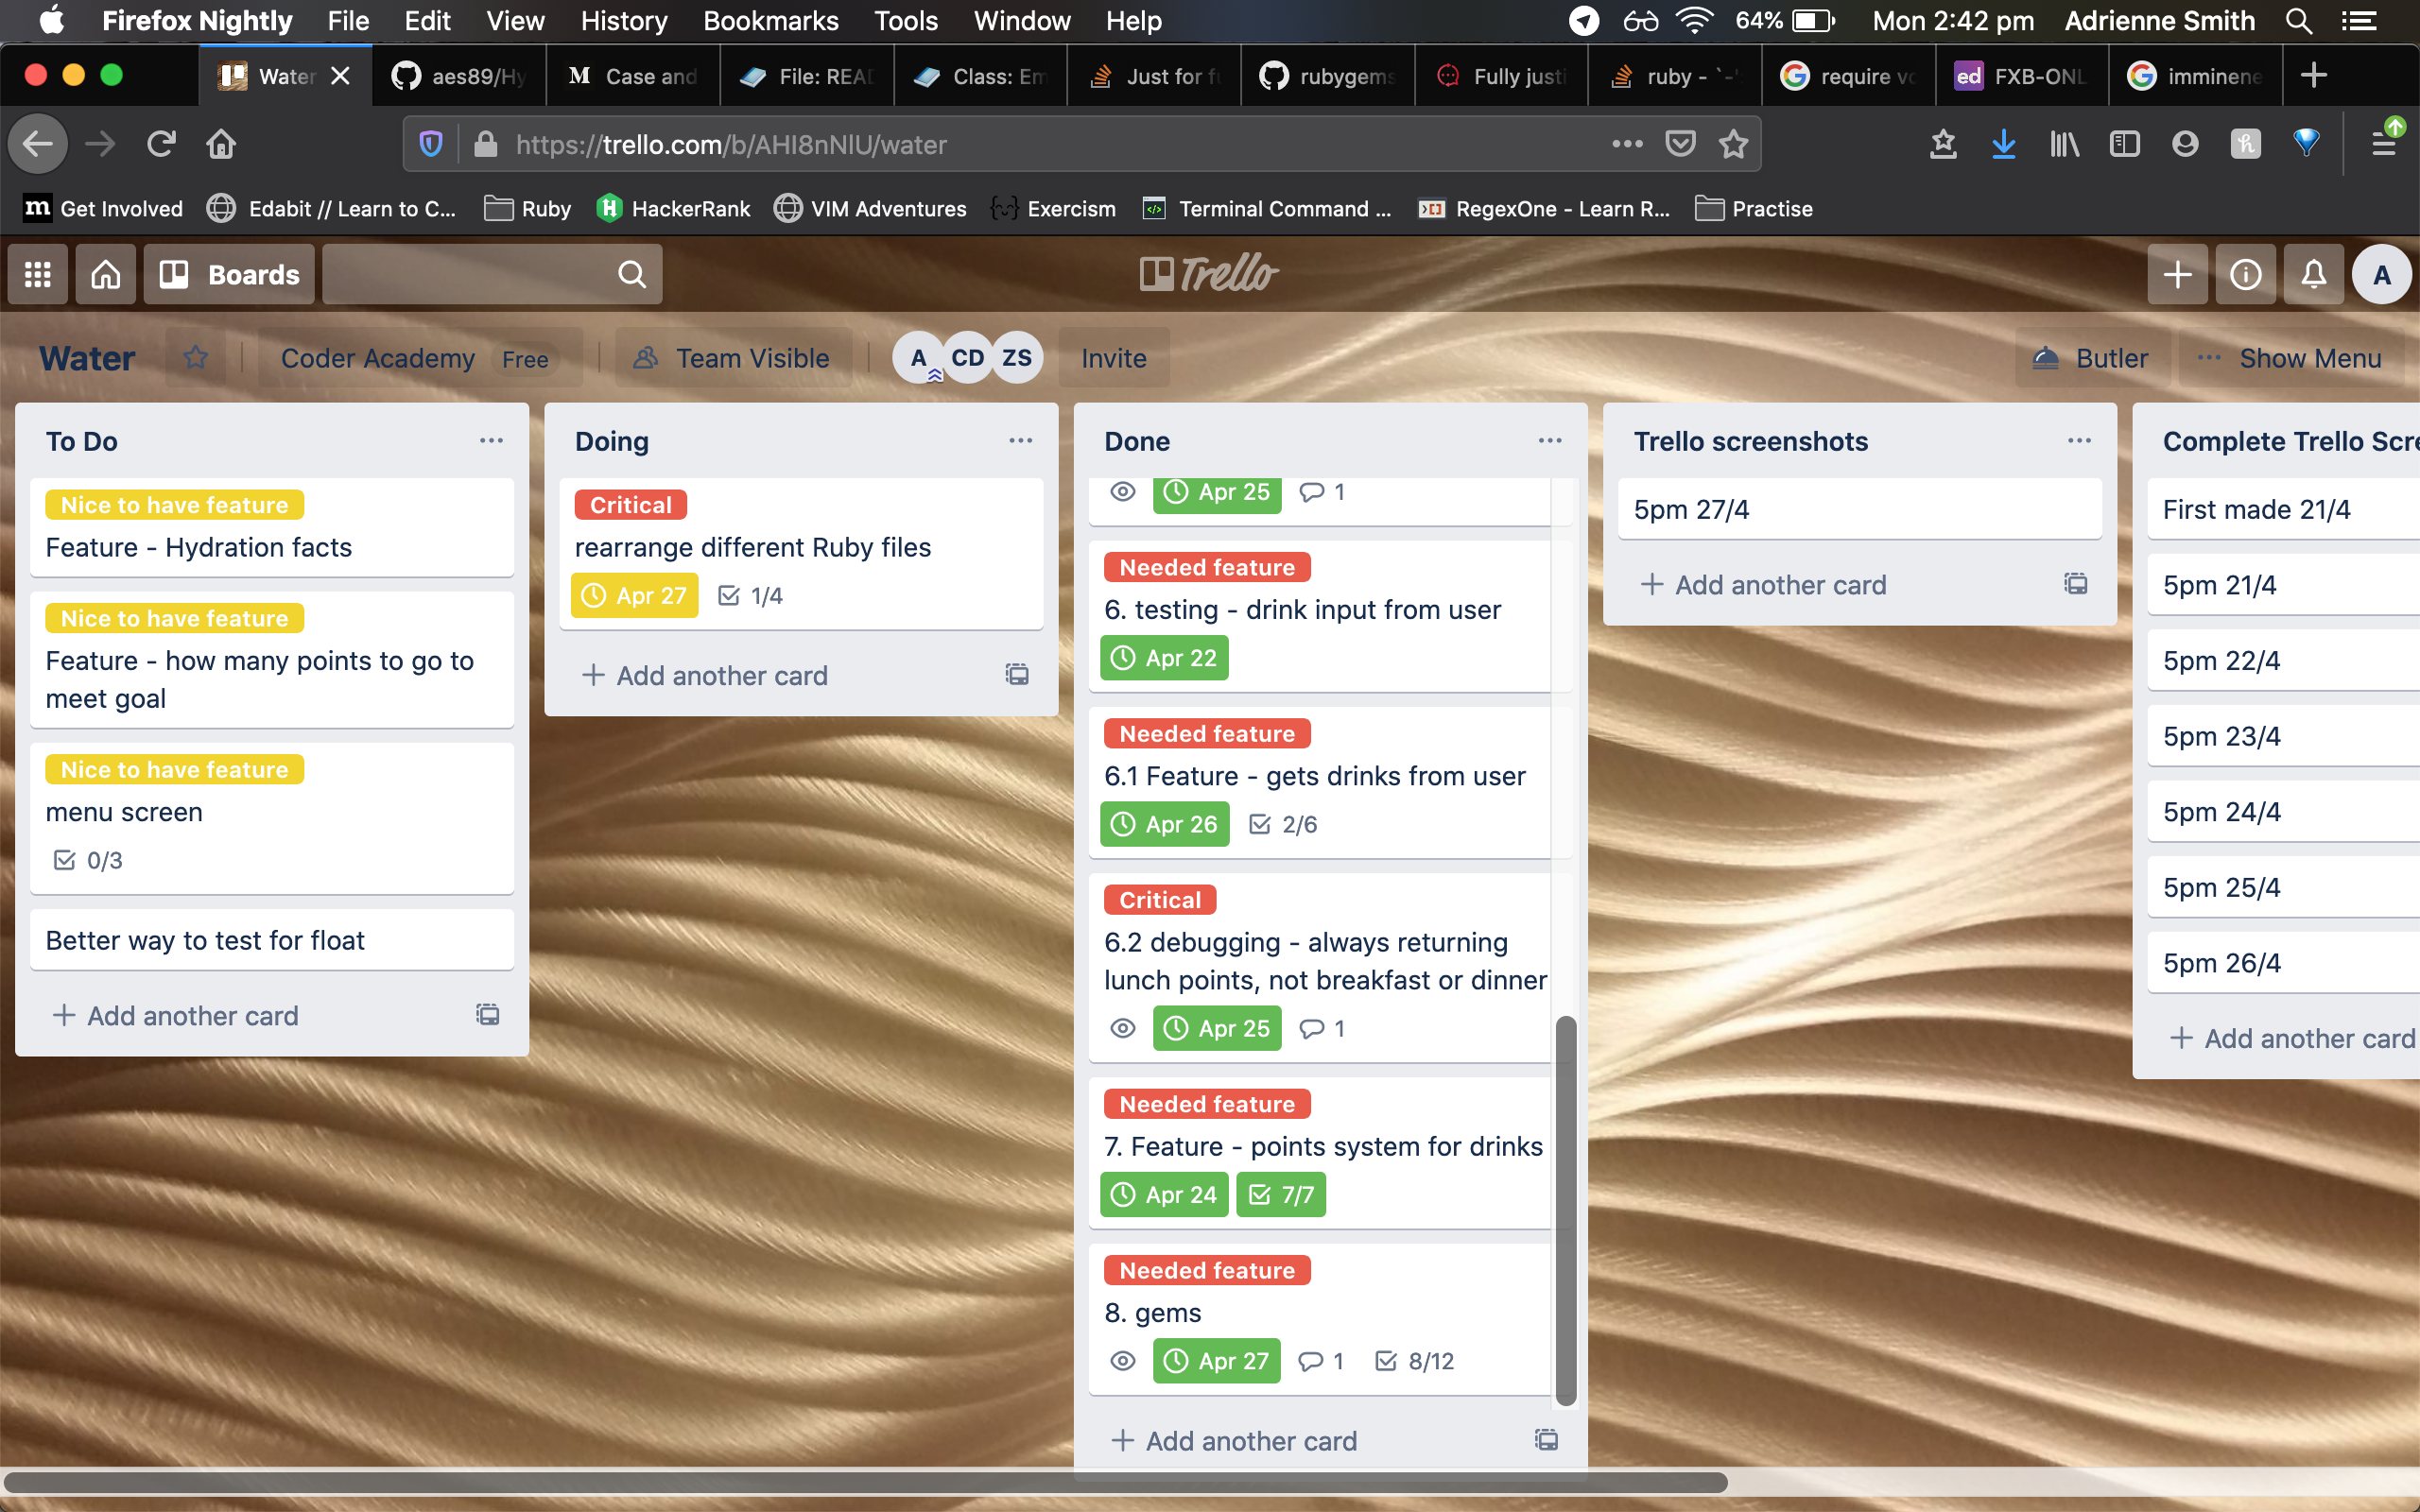 Firefox Nightly File Edit View History Bookmarks Tools Window Help 64% Mon 2:42 pm Adrienne Smith
Water aes89/Hy M Case and File: REA Class: Em Just for fu rubygems Fully justi ruby - `-' require vo ed FXB-ONL imminene
https://trello.com/b/AHI8nNlU/water
m Get Involved Edabit // Learn to C... Ruby HackerRank VIM Adventures Exercism Terminal Command ... RegexOne - Learn R... Practise
Boards Trello A
Water Coder Academy Free Team Visible A CD ZS Invite Butler Show Menu
To Do
Nice to have feature
Feature - Hydration facts
Nice to have feature
Feature - how many points to go to
meet goal
Nice to have feature
menu screen
0/3
Better way to test for float
+ Add another card
Doing
Critical
rearrange different Ruby files
Apr 27 1/4
+ Add another card
Done
Apr 25 1
Needed feature
6. testing - drink input from user
Apr 22
Needed feature
6.1 Feature - gets drinks from user
Apr 26 2/6
Critical
6.2 debugging - always returning
lunch points, not breakfast or dinner
Apr 25 1
Needed feature
7. Feature - points system for drinks
Apr 24 7/7
Needed feature
8. gems
Apr 27 1 8/12
+ Add another card
Trello screenshots
5pm 27/4
+ Add another card
Complete Trello Scre
First made 21/4
5pm 21/4
5pm 22/4
5pm 23/4
5pm 24/4
5pm 25/4
5pm 26/4
+ Add another card